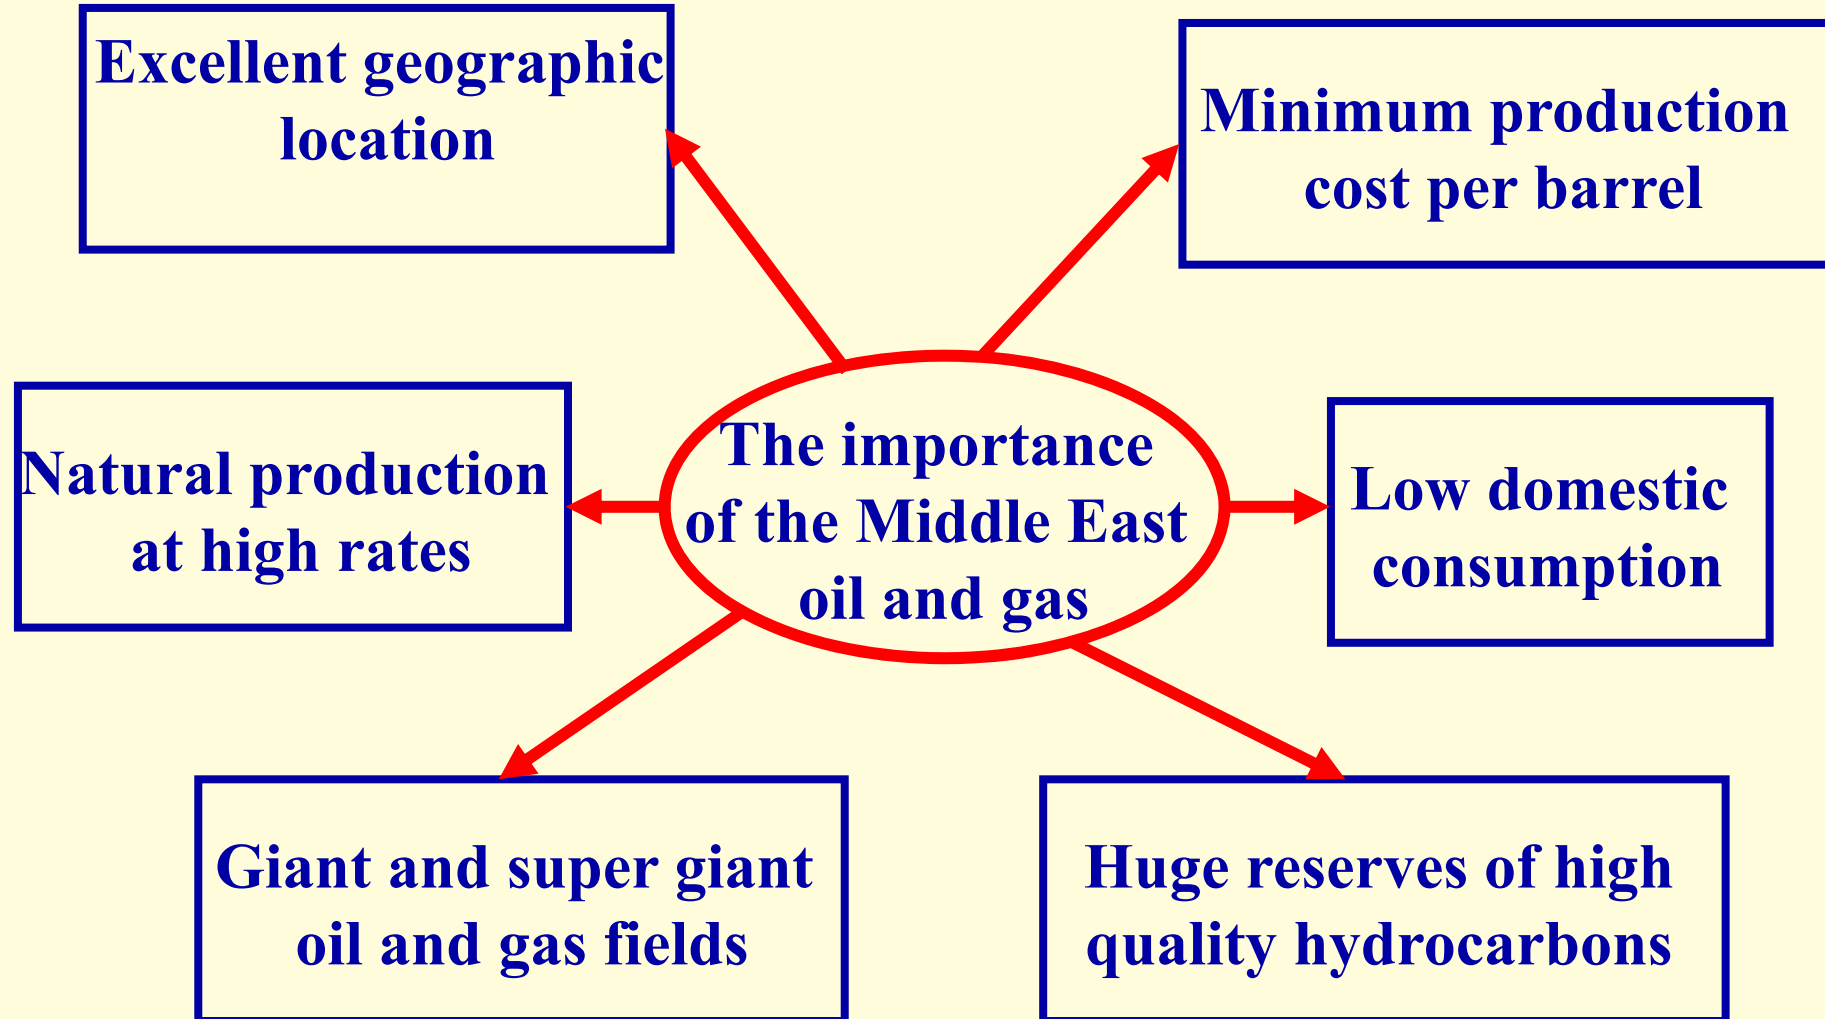 Excellent geographic
location
Minimum production
cost per barrel
Natural production
at high rates
The importance
of the Middle East
oil and gas
Low domestic
consumption
Giant and super giant
oil and gas fields
Huge reserves of high
quality hydrocarbons